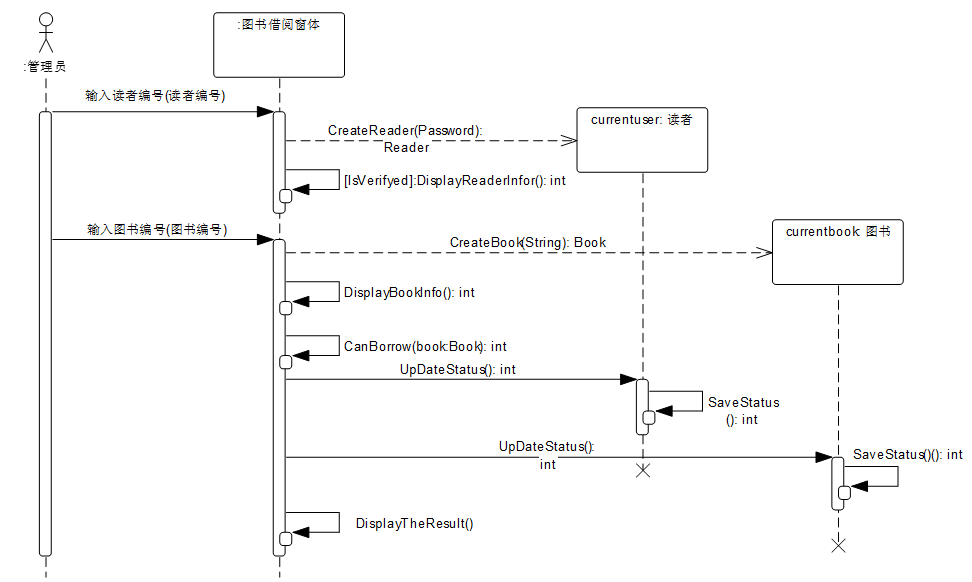 :图书借阅窗体
:管理员
输入读者编号(读者编号)
currentuser: 读者
CreateReader(Password):
Reader
[IsVerifyed]:DisplayReaderInfor(): int
输入图书编号(图书编号)
currentbook: 图书
CreateBook(String): Book
DisplayBookInfo(): int
CanBorrow(book:Book): int
UpDateStatus(): int
SaveStatus
(): int
UpDateStatus():
int
SaveStatus()(): int
DisplayTheResult()